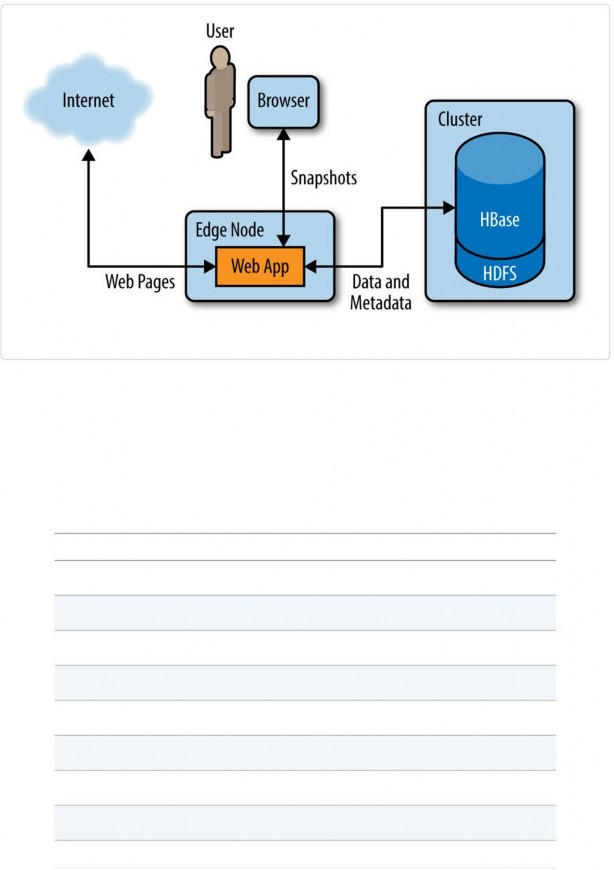 User
Internet
Browser
Cluster
Snapshots
HBase
Edge Node
Web App
HDFS
Web Pages
Data and
Metadata